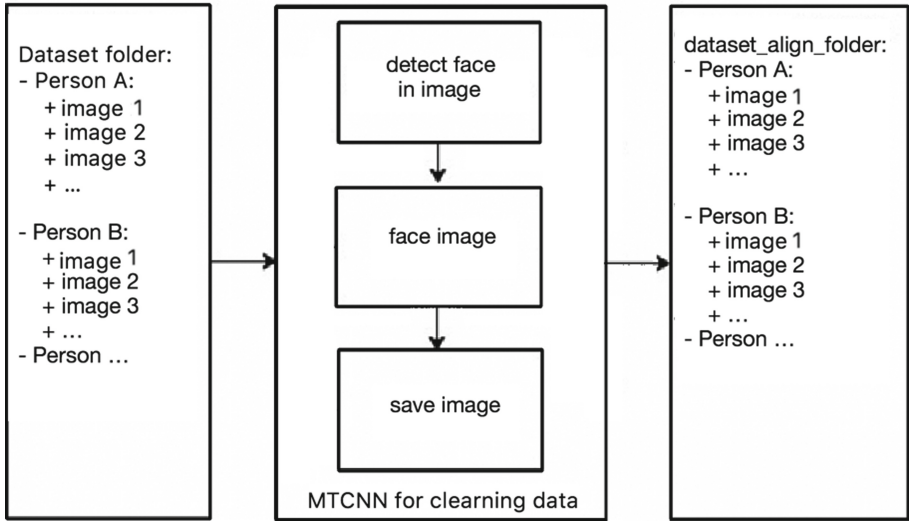 Dataset folder:
- Person A:
+ image 1
+ image 2
+ image 3
+ ...
- Person B:
+ image 1
+ image 2
+ image 3
+ ...
- Person ...
detect face
in image
face image
save image
MTCNN for clearning data
dataset_align_folder:
- Person A:
+ image 1
+ image 2
+ image 3
+ ...
- Person B:
+ image 1
+ image 2
+ image 3
+ ...
- Person ...